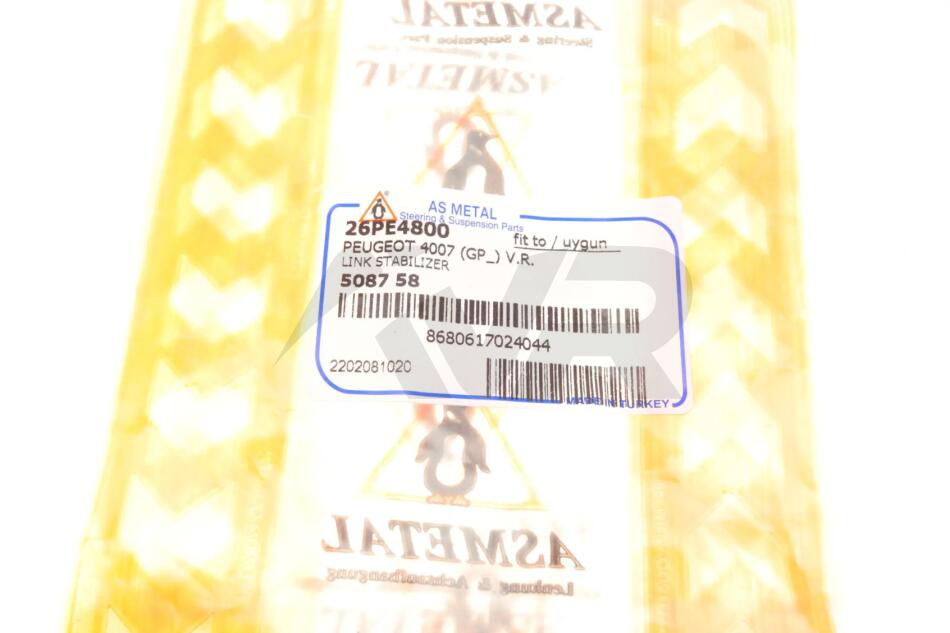 ASMETAL
Steering & Suspension Parts
ASMETAL
AS METAL
Steering & Suspension Parts
26PE4800
fit to / uygun
PEUGEOT 4007 (GP_) V.R.
LINK STABILIZER
5087 58
8680617024044
2202081020
MADE IN TURKEY
ASMETAL
Lenkung & Achsaufhängung